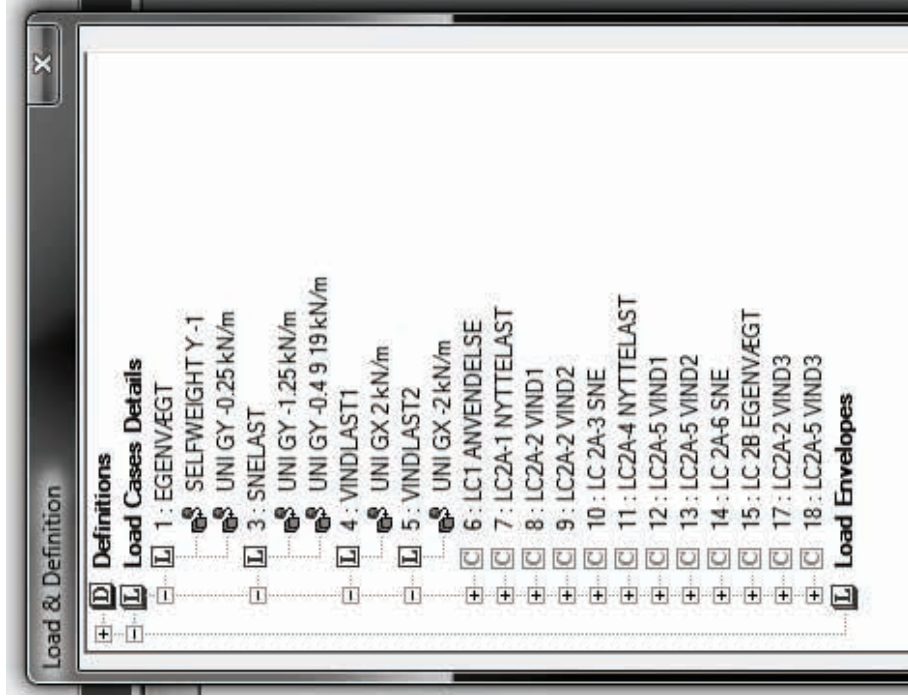 Load & Definition
X
D Definitions
L Load Cases Details
L 1 : EGENVÆGT
SELFWEIGHT Y -1
UNI GY -0.25 kN/m
L 3 : SNELAST
UNI GY -1.25 kN/m
UNI GY -0.4 9 19 kN/m
L 4 : VINDLAST1
UNI GX 2 kN/m
L 5 : VINDLAST2
UNI GX -2 kN/m
C 6 : LC1 ANVENDELSE
C 7 : LC2A-1 NYTTELAST
C 8 : LC2A-2 VIND1
C 9 : LC2A-2 VIND2
C 10 : LC 2A-3 SNE
C 11 : LC2A-4 NYTTELAST
C 12 : LC2A-5 VIND1
C 13 : LC2A-5 VIND2
C 14 : LC 2A-6 SNE
C 15 : LC 2B EGENVÆGT
C 17 : LC2A-2 VIND3
C 18 : LC2A-5 VIND3
L Load Envelopes